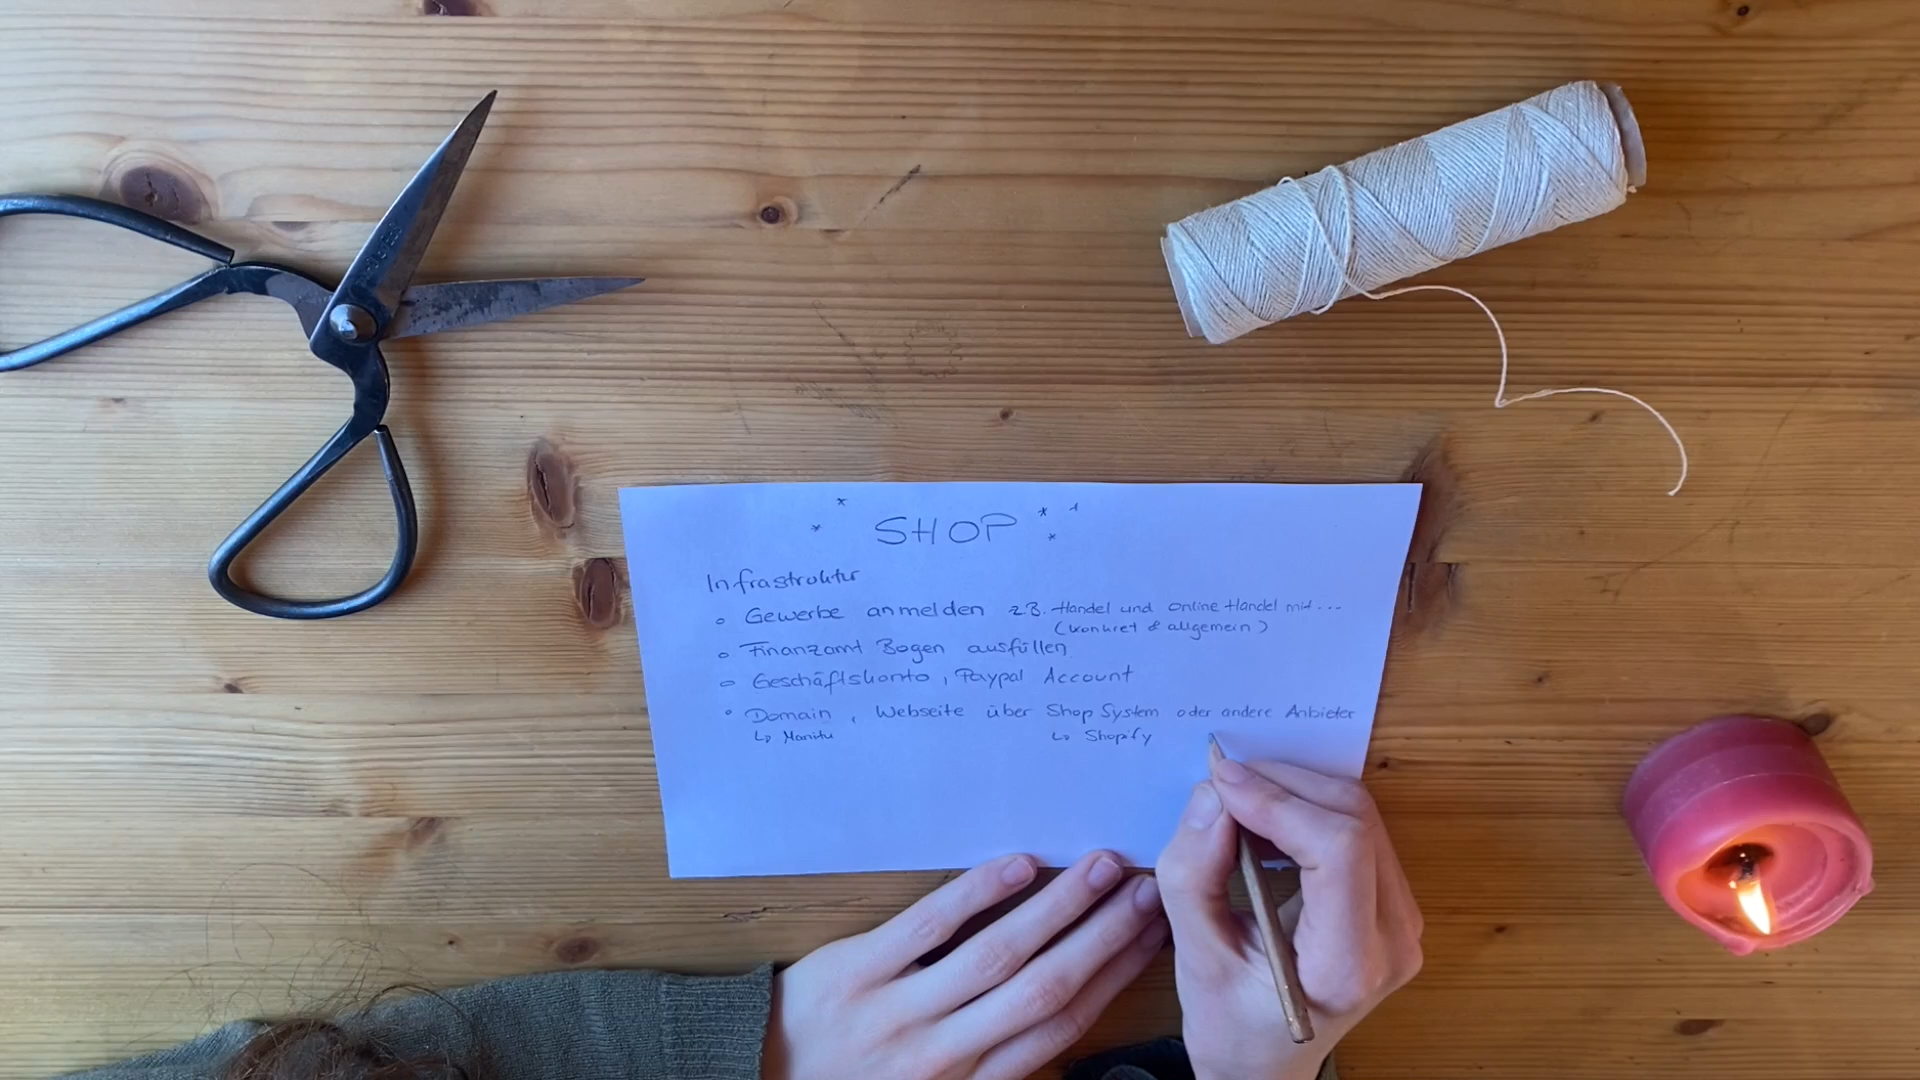 SHOP
Infrastruktur
Gewerbe anmelden z.B. Handel und Online Handel mit...
(konkret & allgemein)
Finanzamt Bogen ausfüllen
Geschäftskonto, Paypal Account
Domain, Webseite über Shop System oder andere Anbieter
↳ Manitu ↳ Shopify